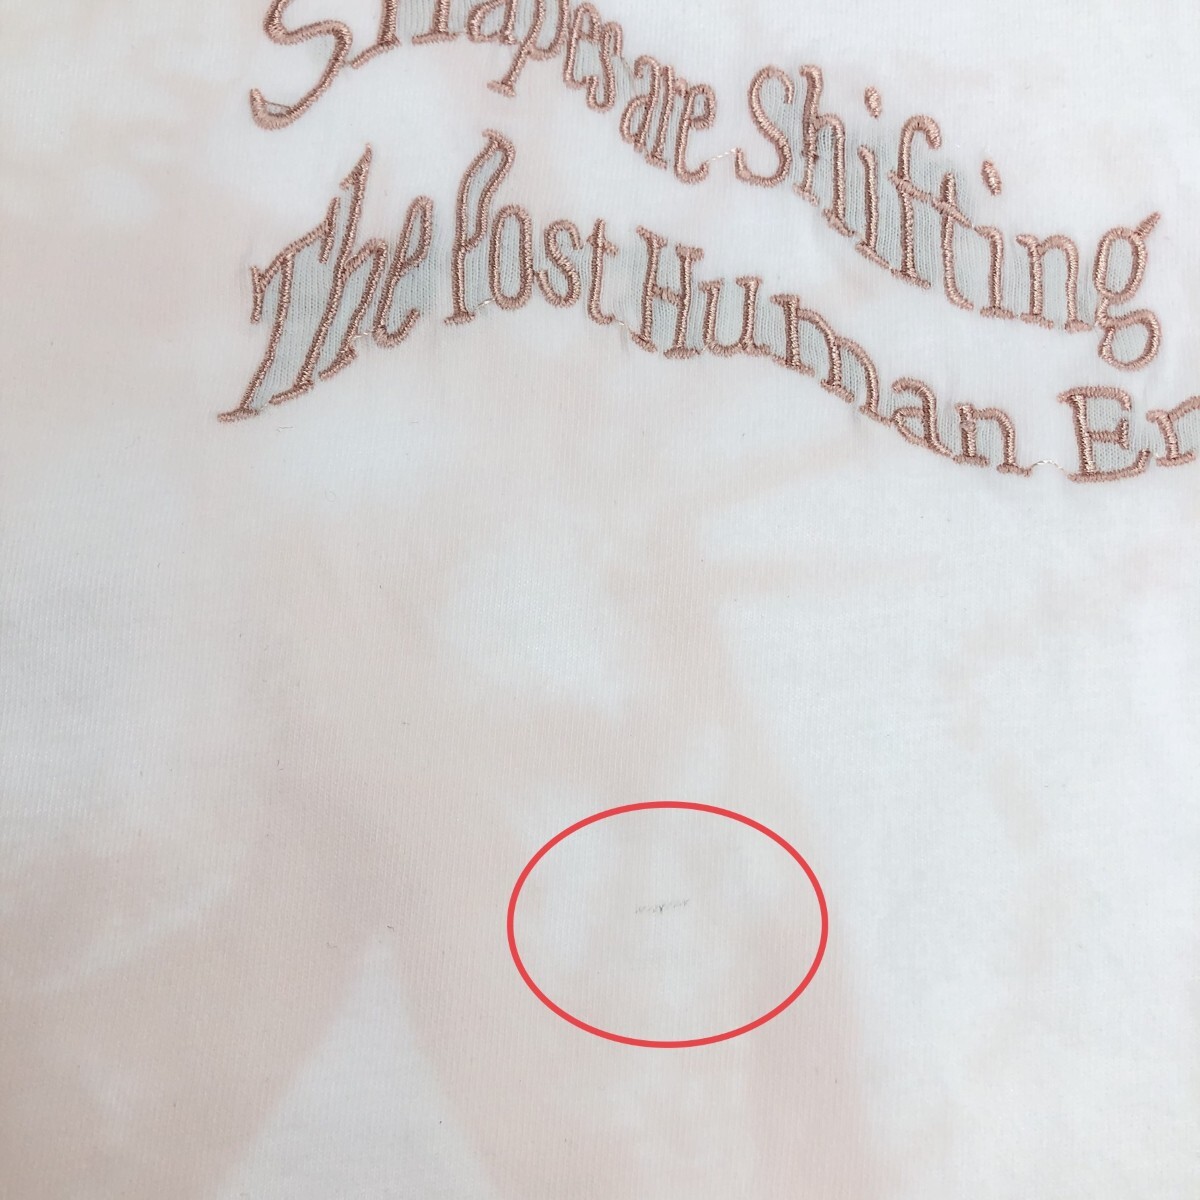 Shapes are Shifting
The Post Human Er